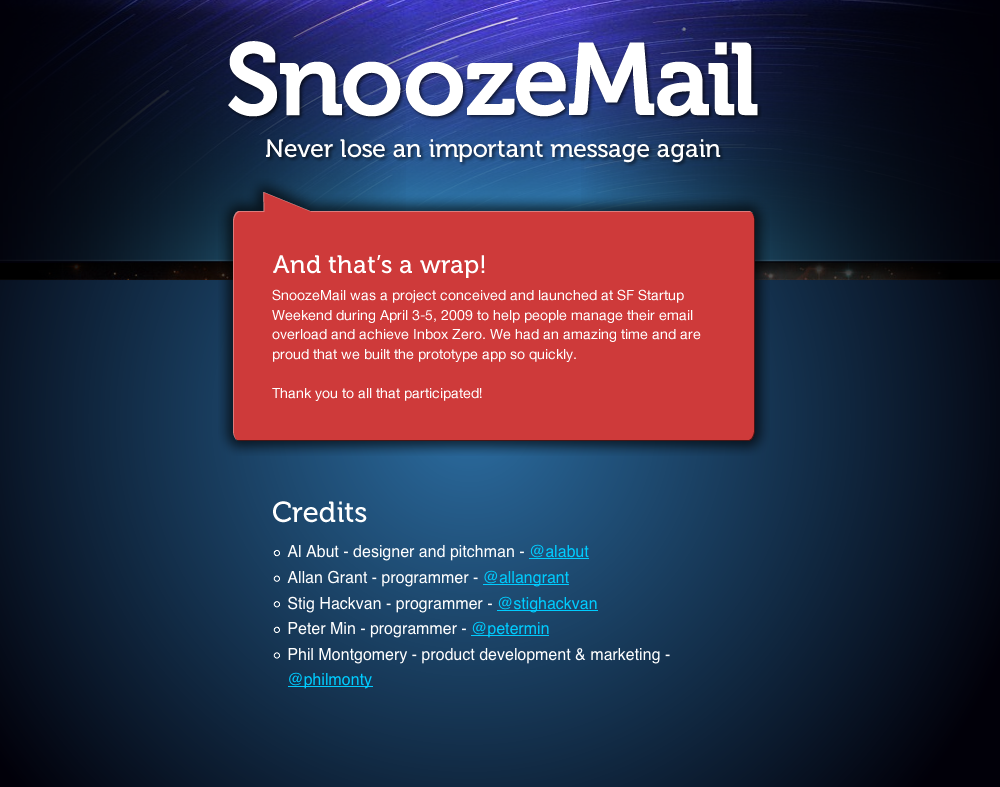 SnoozeMail
Never lose an important message again
And that's a wrap!
SnoozeMail was a project conceived and launched at SF Startup
Weekend during April 3-5, 2009 to help people manage their email
overload and achieve Inbox Zero. We had an amazing time and are
proud that we built the prototype app so quickly.
Thank you to all that participated!
Credits
Al Abut - designer and pitchman - @alabut
Allan Grant - programmer - @allangrant
Stig Hackvan - programmer - @stighackvan
Peter Min - programmer - @petermin
Phil Montgomery - product development & marketing -
@philmonty